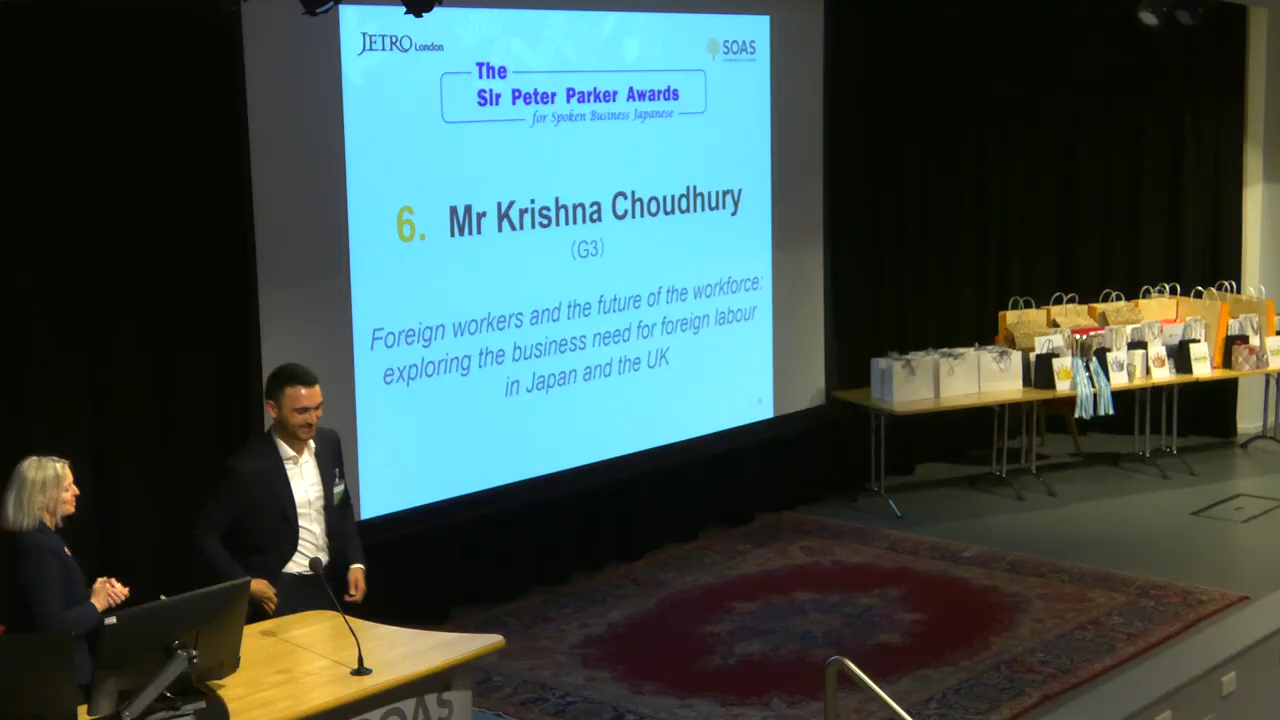 JETRO London
SOAS
The
Sir Peter Parker Awards
for Spoken Business Japanese
6. Mr Krishna Choudhury
(G3)
Foreign workers and the future of the workforce:
exploring the business need for foreign labour
in Japan and the UK
SOAS